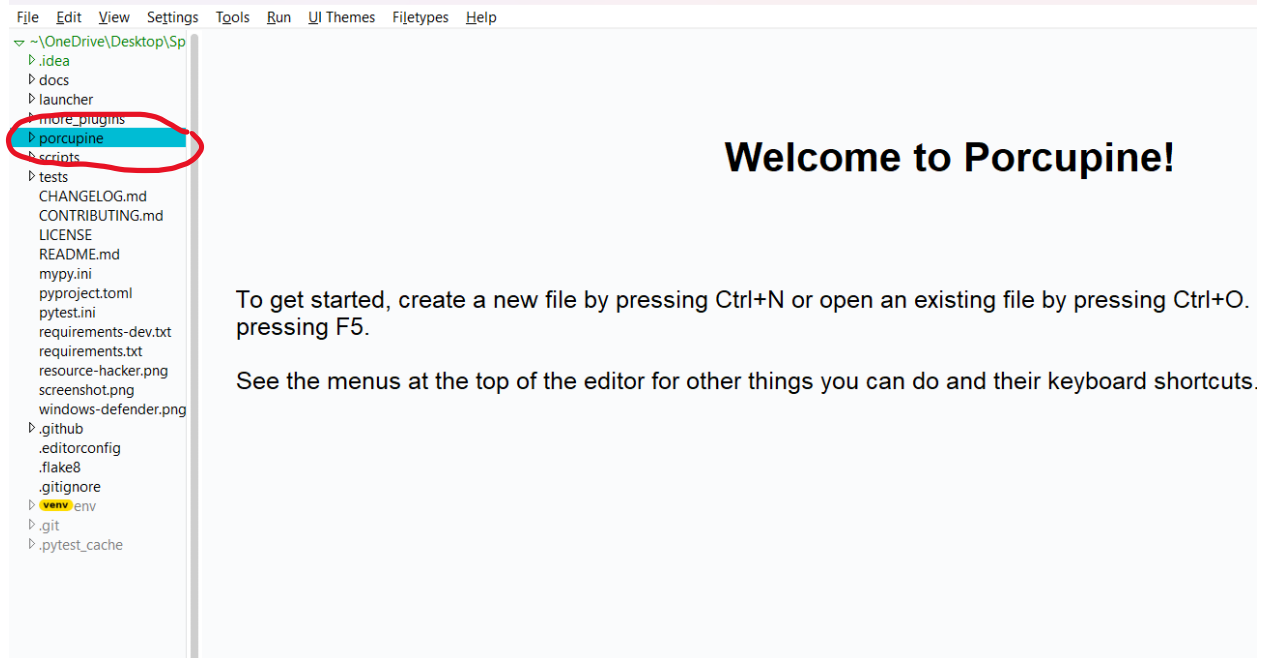 File Edit View Settings Tools Run UI Themes Filetypes Help
~\OneDrive\Desktop\Sp
.idea
docs
launcher
more_plugins
porcupine
scripts
tests
CHANGELOG.md
CONTRIBUTING.md
LICENSE
README.md
mypy.ini
pyproject.toml
pytest.ini
requirements-dev.txt
requirements.txt
resource-hacker.png
screenshot.png
windows-defender.png
.github
.editorconfig
.flake8
.gitignore
venv env
.git
.pytest_cache
Welcome to Porcupine!
To get started, create a new file by pressing Ctrl+N or open an existing file by pressing Ctrl+O.
pressing F5.
See the menus at the top of the editor for other things you can do and their keyboard shortcuts.